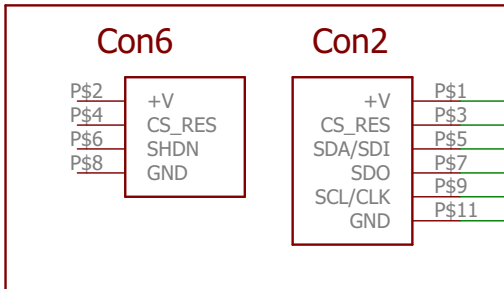 Con6
P$2 +V
P$4 CS_RES
P$6 SHDN
P$8 GND
Con2
+V P$1
CS_RES P$3
SDA/SDI P$5
SDO P$7
SCL/CLK P$9
GND P$11